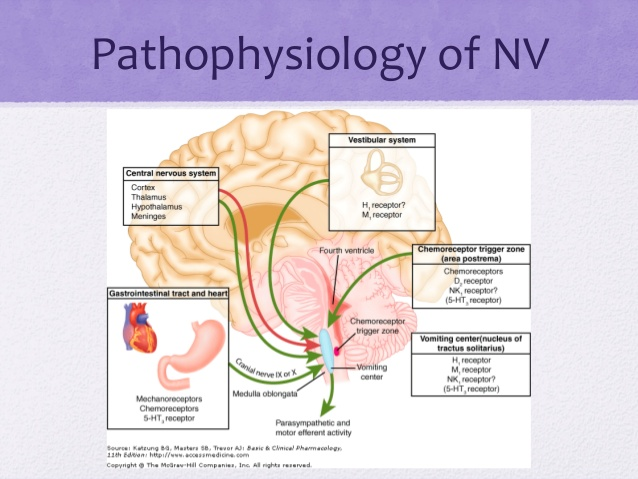 Pathophysiology of NV
Vestibular system
H₁ receptor?
M₁ receptor
Central nervous system
Cortex
Thalamus
Hypothalamus
Meninges
Fourth ventricle
Chemoreceptor trigger zone
(area postrema)
Chemoreceptors
D₂ receptor
NK₁ receptor?
(5-HT₃ receptor)
Gastrointestinal tract and heart
Mechanoreceptors
Chemoreceptors
5-HT₃ receptor
Chemoreceptor
trigger zone
Vomiting center(nucleus of
tractus solitarius)
H₁ receptor
M₁ receptor
NK₁ receptor?
(5-HT₃ receptor)
Cranial nerve IX or X
Vomiting
center
Medulla oblongata
Parasympathetic and
motor efferent activity
Source: Katzung BG, Masters SB, Trevor AJ: Basic & Clinical Pharmacology,
11th Edition: http://www.accessmedicine.com
Copyright @ The McGraw-Hill Companies, Inc. All rights reserved.